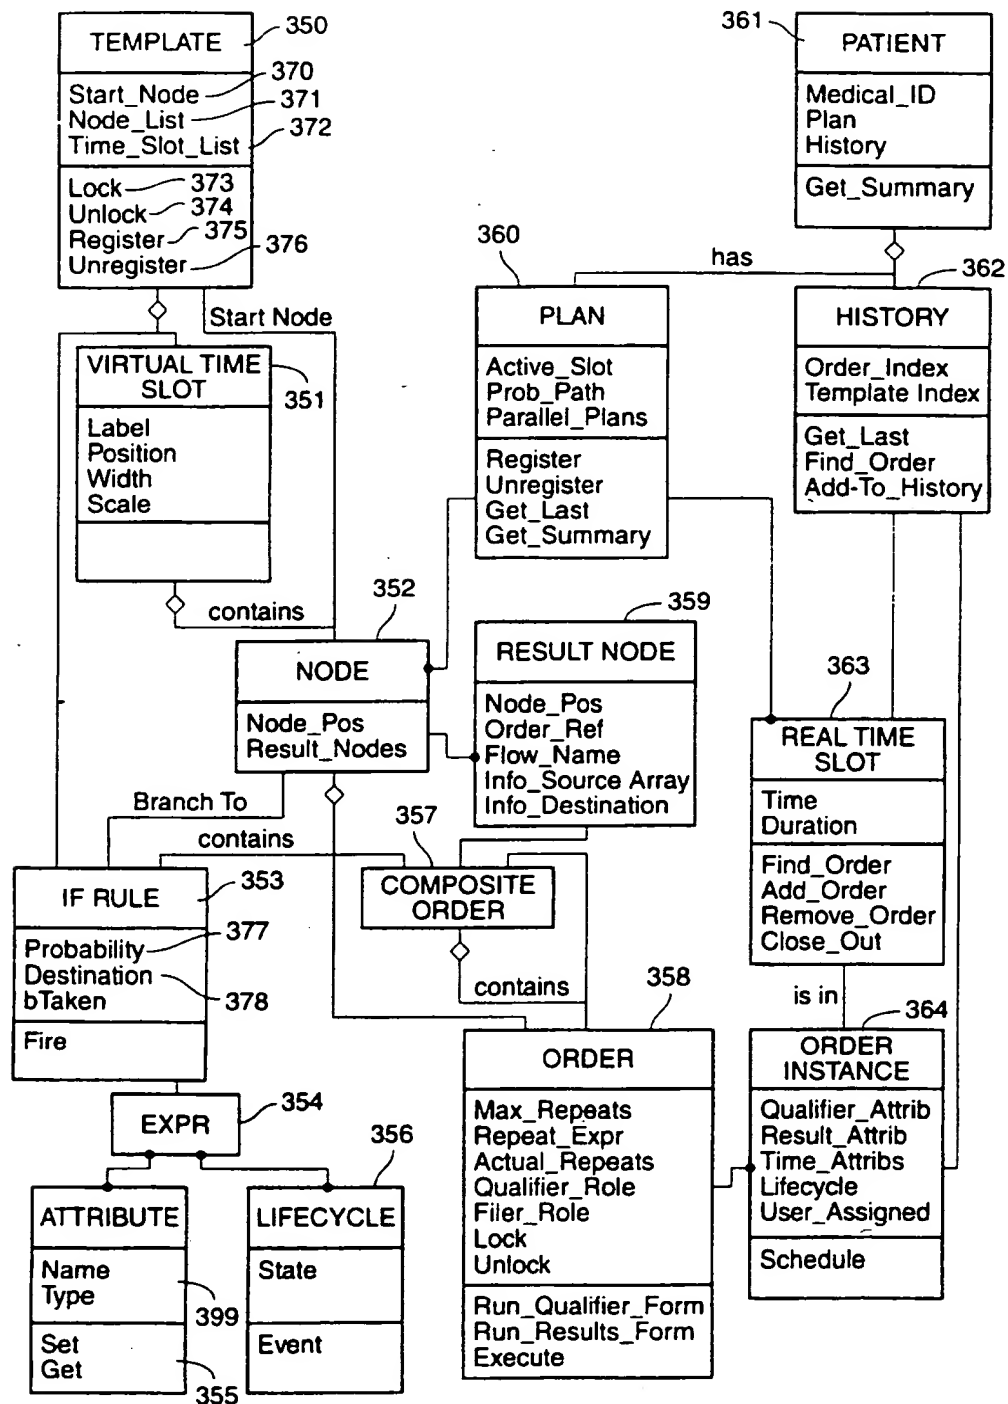 TEMPLATE
350
Start_Node
370
Node_List
371
Time_Slot_List
372
Lock
373
Unlock
374
Register
375
Unregister
376
361
PATIENT
Medical_ID
Plan
History
Get_Summary
has
360
PLAN
Active_Slot
Prob_Path
Parallel_Plans
Register
Unregister
Get_Last
Get_Summary
362
HISTORY
Order_Index
Template Index
Get_Last
Find_Order
Add-To_History
Start Node
VIRTUAL TIME
SLOT
351
Label
Position
Width
Scale
contains
352
NODE
Node_Pos
Result_Nodes
359
RESULT NODE
Node_Pos
Order_Ref
Flow_Name
Info_Source Array
Info_Destination
363
REAL TIME
SLOT
Time
Duration
Find_Order
Add_Order
Remove_Order
Close_Out
Branch To
contains
357
COMPOSITE
ORDER
contains
IF RULE
353
Probability
377
Destination
bTaken
378
Fire
358
ORDER
Max_Repeats
Repeat_Expr
Actual_Repeats
Qualifier_Role
Filer_Role
Lock
Unlock
Run_Qualifier_Form
Run_Results_Form
Execute
is in
364
ORDER
INSTANCE
Qualifier_Attrib
Result_Attrib
Time_Attribs
Lifecycle
User_Assigned
Schedule
EXPR
354
356
ATTRIBUTE
Name
Type
399
Set
Get
355
LIFECYCLE
State
Event